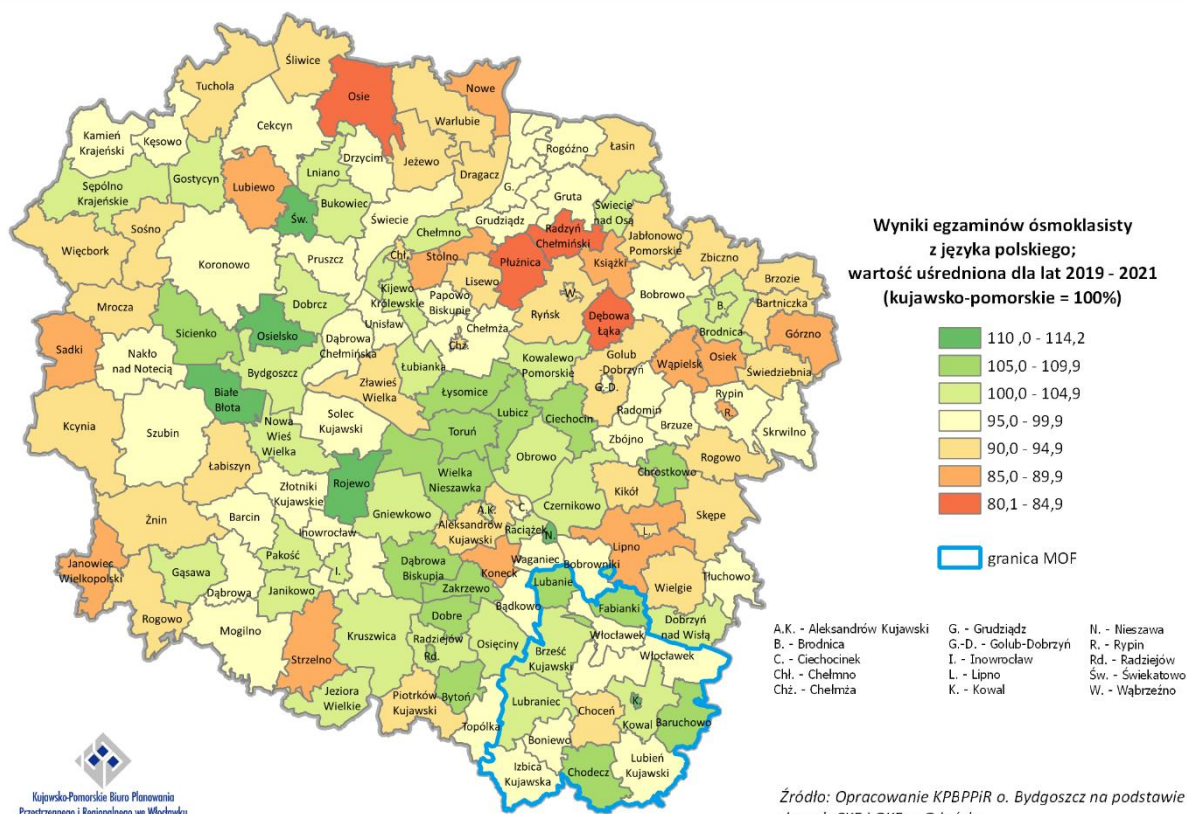 Śliwice
Tuchola
Osie
Nowe
Warlubie
Cekcyn
Kamień
Krajeński
Kęsowo
Rogóźno
Łasin
Drzycim
Jeżewo
Lniano
Dragacz
G.
Gostycyn
Lubiewo
Gruta
Sępólno
Krajeńskie
Św.
Bukowiec
Świecie
nad Osą
Świecie
Grudziądz
Sośno
Chełmno
Radzyń
Chełmiński
Jabłonowo
Pomorskie
Więcbork
Koronowo
Pruszcz
Chł.
Stolno
Płużnica
Książki
Zbiczno
Brzozie
Lisewo
W.
Bobrowo
Bartniczka
Mrocza
Dobrcz
Kijewo
Królewskie
Papowo
Biskupie
Ryńsk
B.
Sicienko
Osielsko
Unisław
Chełmża
Dębowa
Łąka
Brodnica
Górzno
Sadki
Nakło
nad Notecią
Dąbrowa
Chełmińska
Chż.
Bydgoszcz
Łubianka
Kowalewo
Pomorskie
Golub
-Dobrzyń
Wąpielsk
Osiek
Świedziebnia
Białe
Błota
Zławieś
Wielka
Łysomice
G.-D.
Rypin
Kcynia
Szubin
Solec
Kujawski
Lubicz
Ciechocin
Radomin
Brzuze
R.
Nowa
Wieś
Wielka
Toruń
Zbójno
Skrwilno
Łabiszyn
Obrowo
Rogowo
Złotniki
Kujawskie
Rojewo
Wielka
Nieszawka
Chrostkowo
Kikół
Czernikowo
Żnin
Barcin
Gniewkowo
A.K.
C.
Skępe
Inowrocław
Aleksandrów
Kujawski
Raciążek
N.
L.
Lipno
Pakość
Janowiec
Wielkopolski
Gąsawa
I.
Dąbrowa
Biskupia
Koneck
Waganiec
Bobrowniki
Dąbrowa
Janikowo
Zakrzewo
Lubanie
Wielgie
Tłuchowo
Rogowo
Bądkowo
Fabianki
Mogilno
Dobre
Dobrzyń
nad Wisłą
Strzelno
Kruszwica
Radziejów
Osięciny
Włocławek
Rd.
Brześć
Kujawski
Włocławek
Jeziora
Wielkie
Bytoń
Piotrków
Kujawski
Lubraniec
Choceń
K.
Kowal
Baruchowo
Topólka
Boniewo
Izbica
Kujawska
Chodecz
Lubień
Kujawski
Wyniki egzaminów ósmoklasisty
z języka polskiego;
wartość uśredniona dla lat 2019 - 2021
(kujawsko-pomorskie = 100%)
110 ,0 - 114,2
105,0 - 109,9
100,0 - 104,9
95,0 - 99,9
90,0 - 94,9
85,0 - 89,9
80,1 - 84,9
granica MOF
A.K. - Aleksandrów Kujawski
B. - Brodnica
C. - Ciechocinek
Chł. - Chełmno
Chż. - Chełmża
G. - Grudziądz
G.-D. - Golub-Dobrzyń
I. - Inowrocław
L. - Lipno
K. - Kowal
N. - Nieszawa
R. - Rypin
Rd. - Radziejów
Św. - Świekatowo
W. - Wąbrzeźno
Kujawsko-Pomorskie Biuro Planowania
Przestrzennego i Regionalnego we Włocławku
Źródło: Opracowanie KPBPPiR o. Bydgoszcz na podstawie